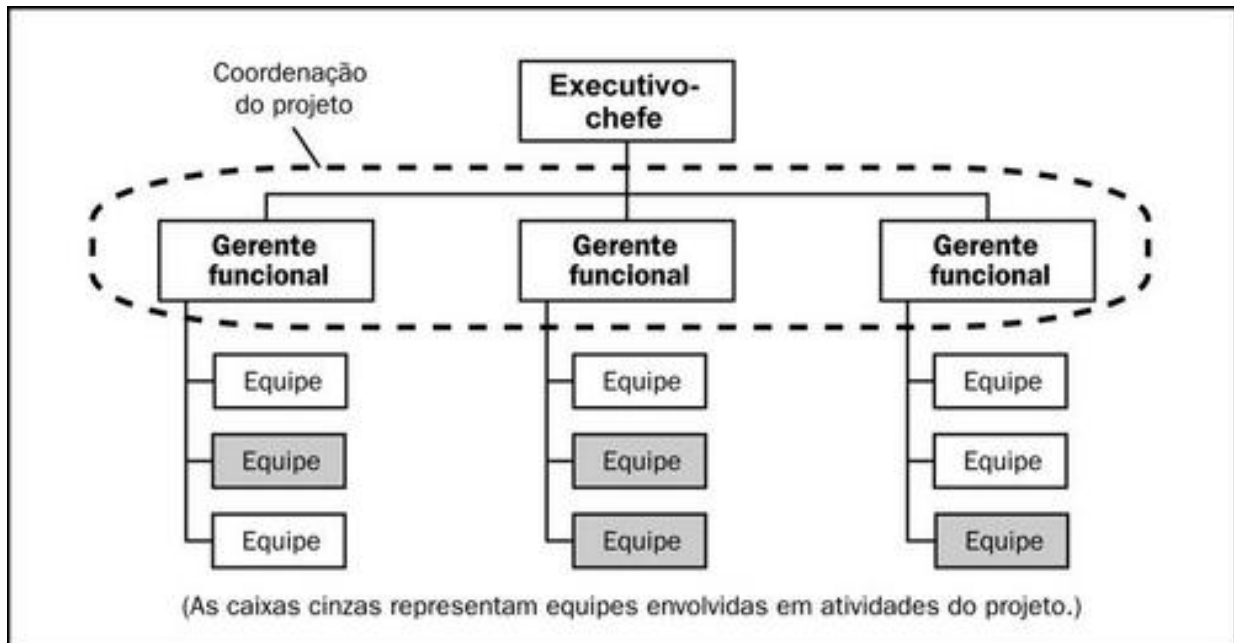 Coordenação
do projeto
Executivo-
chefe
Gerente
funcional
Gerente
funcional
Gerente
funcional
Equipe
Equipe
Equipe
Equipe
Equipe
Equipe
Equipe
Equipe
Equipe
(As caixas cinzas representam equipes envolvidas em atividades do projeto.)